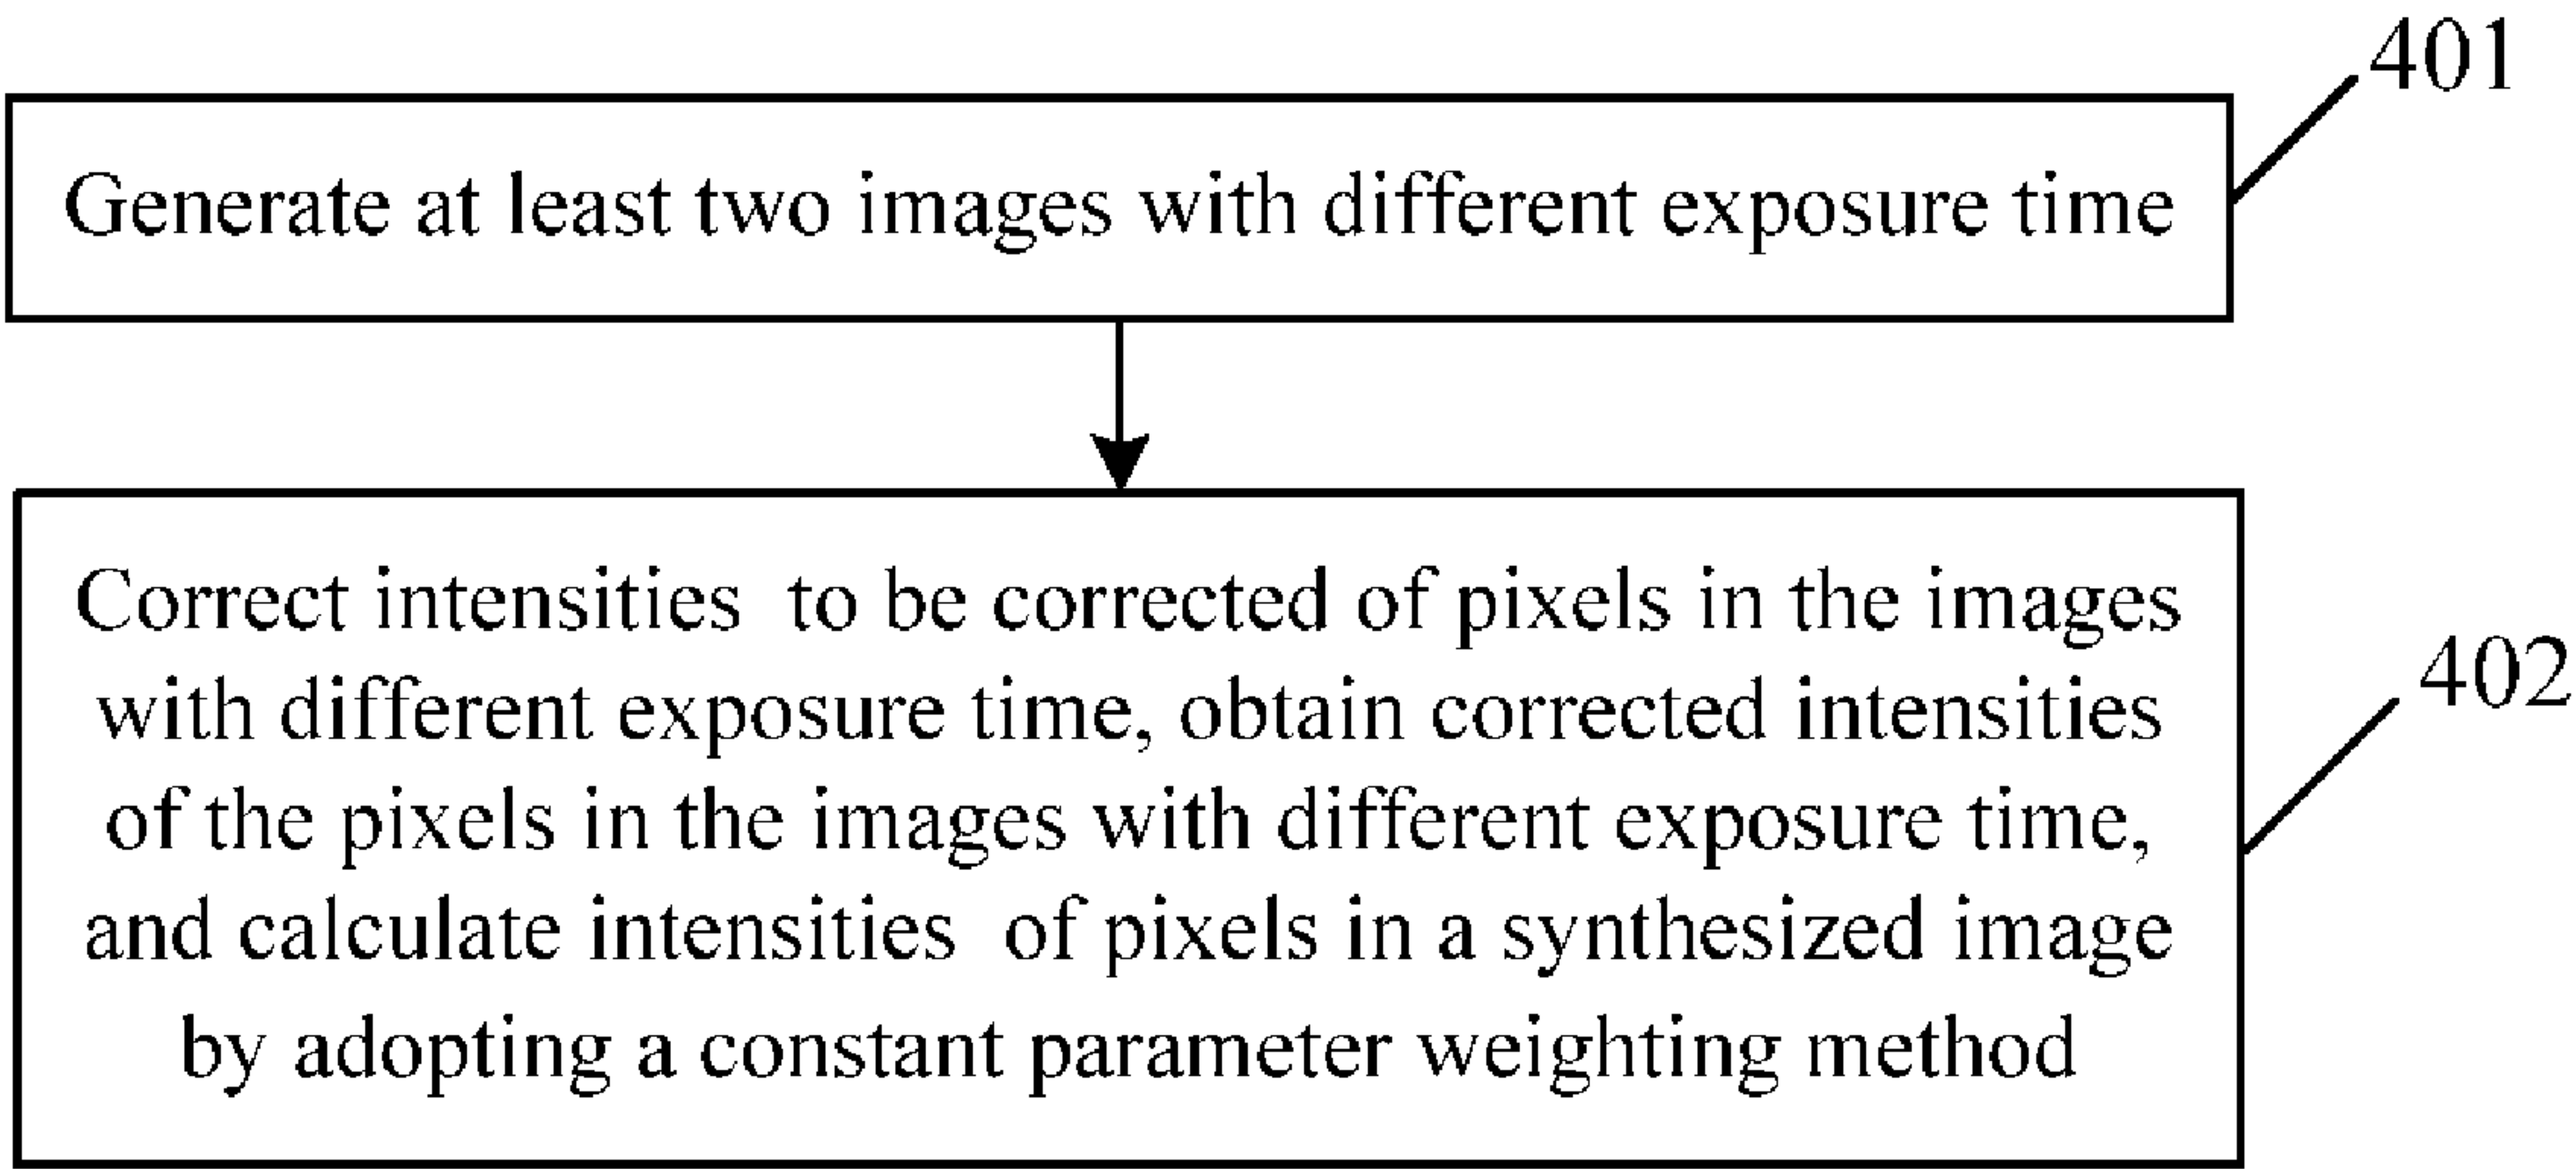 401
Generate at least two images with different exposure time
Correct intensities to be corrected of pixels in the images
with different exposure time, obtain corrected intensities
402
of the pixels in the images with different exposure time,
and calculate intensities of pixels in a synthesized image
by adopting a constant parameter weighting method